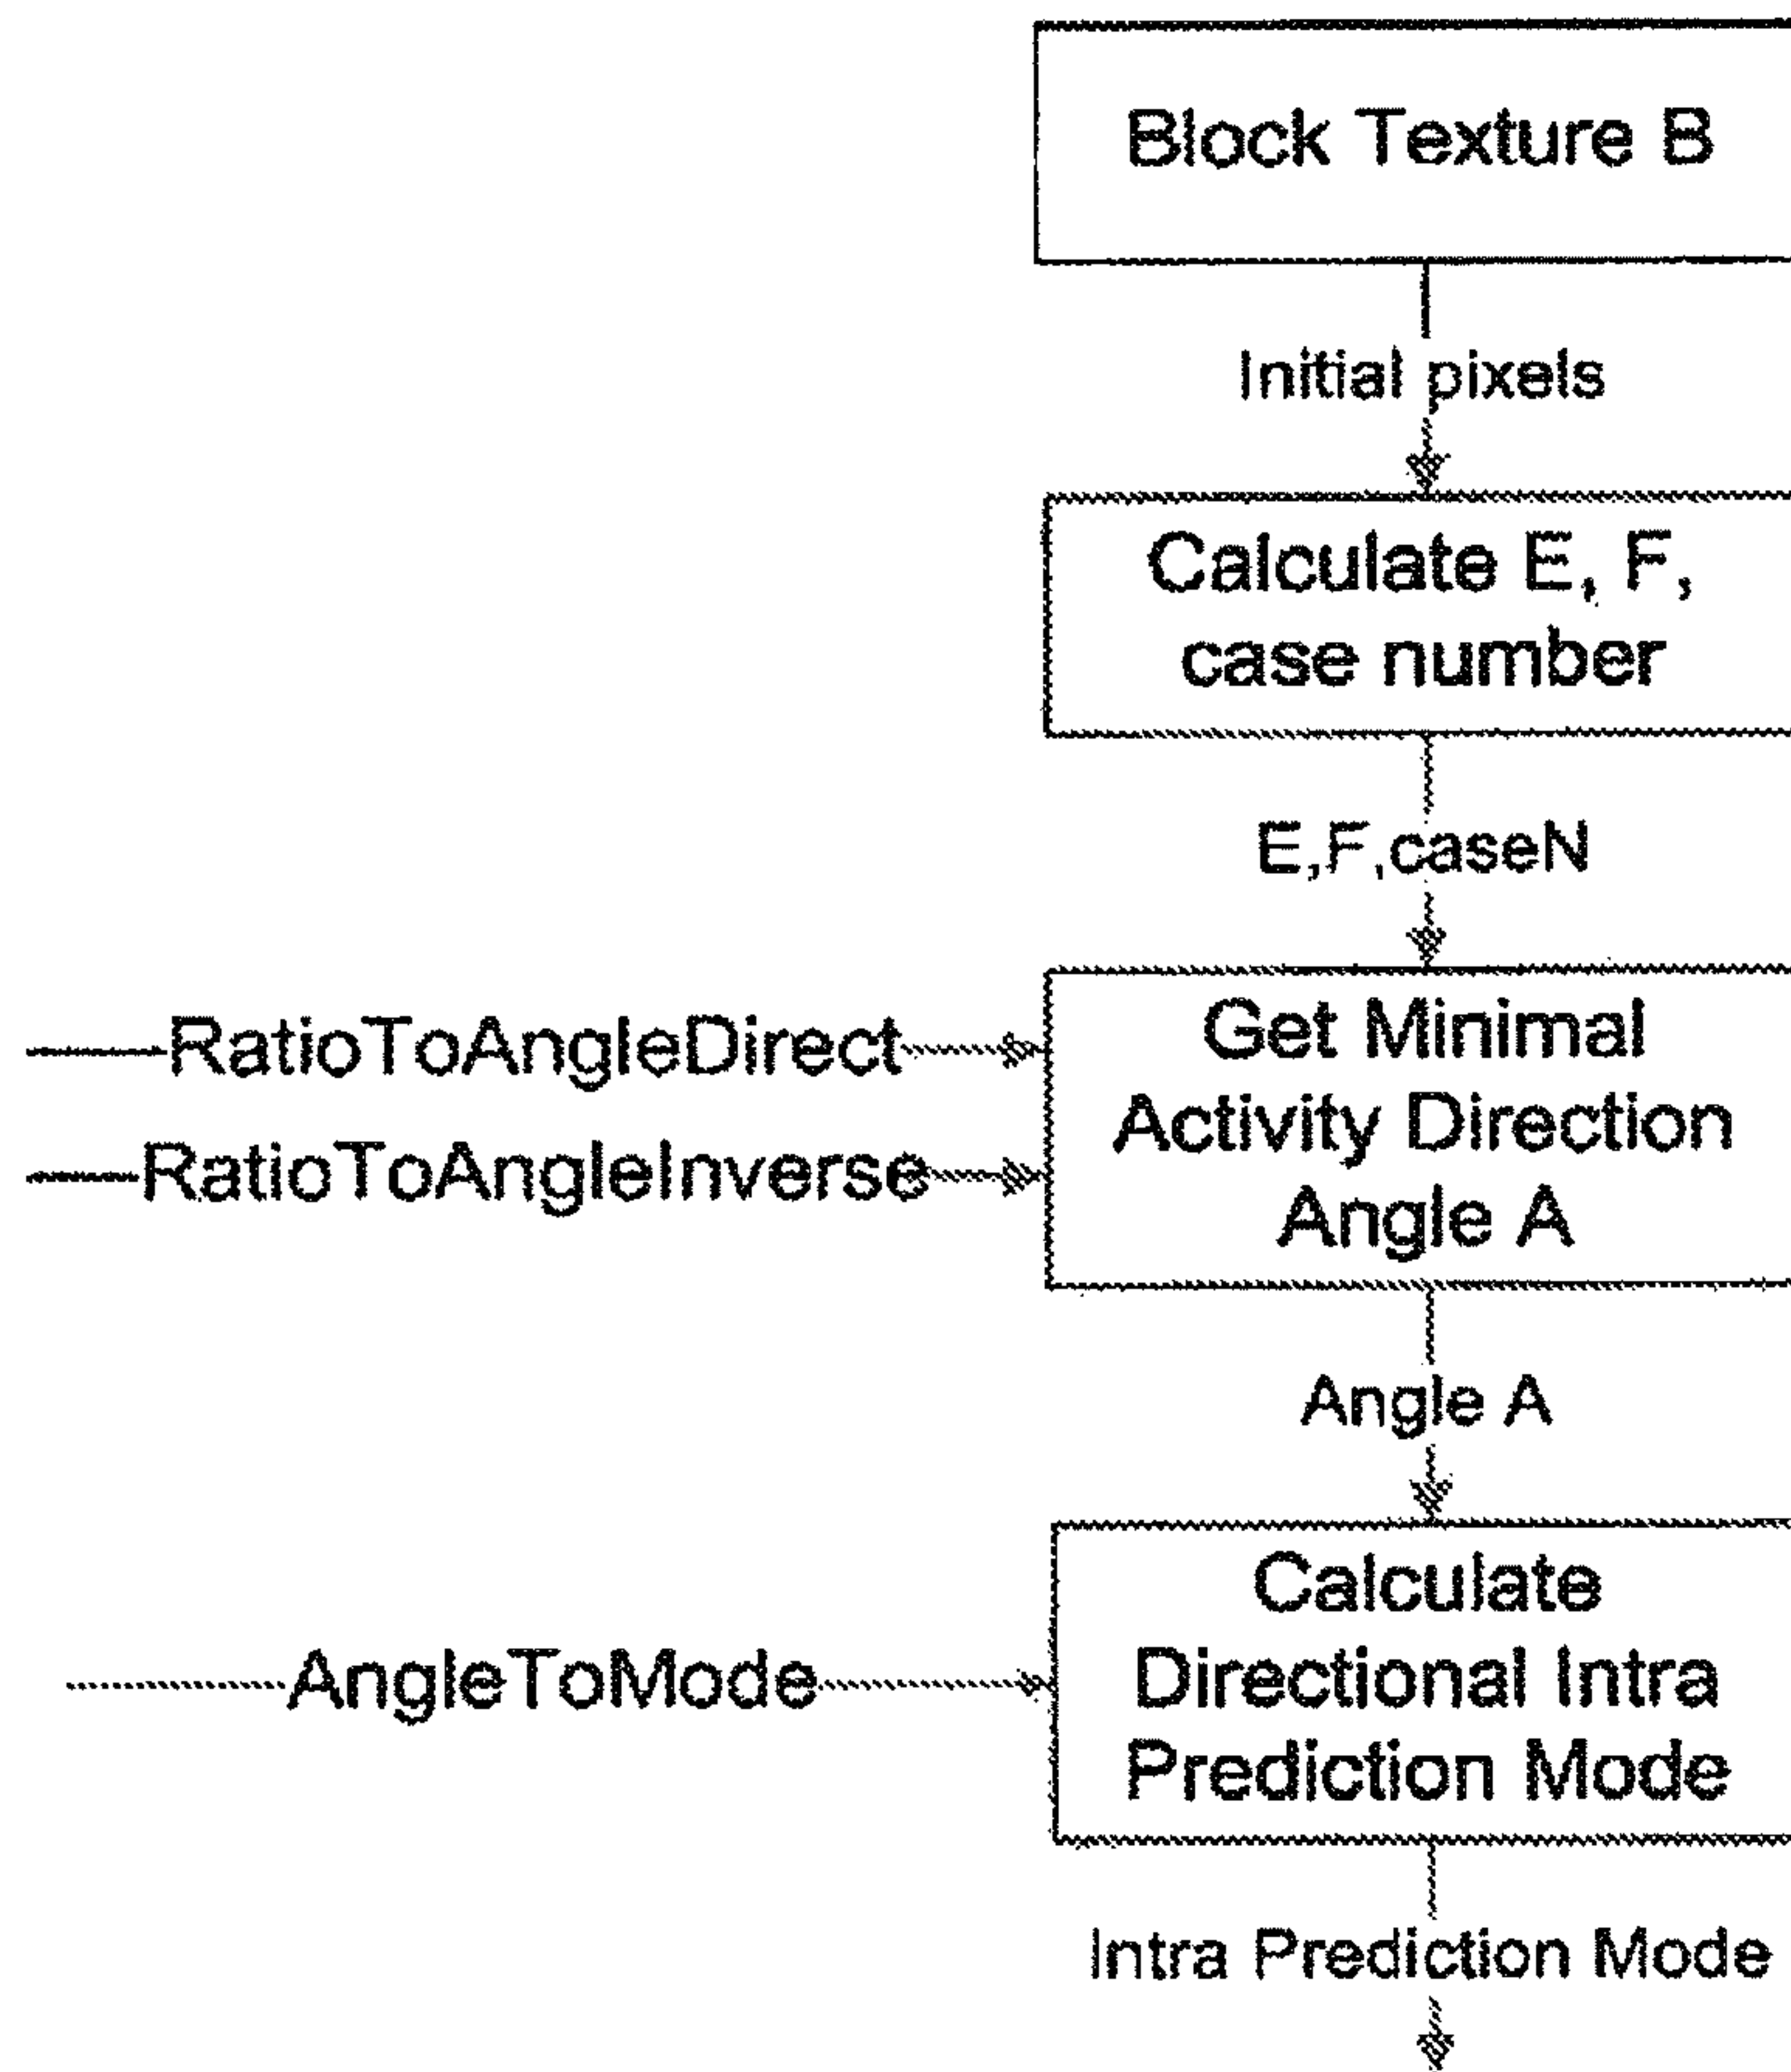 Block Texture B
Initial pixels
Calculate E, F,
case number
E,F,caseN
RatioToAngleDirect
RatioToAngleInverse
Get Minimal
Activity Direction
Angle A
Angle A
AngleToMode
Calculate
Directional Intra
Prediction Mode
Intra Prediction Mode